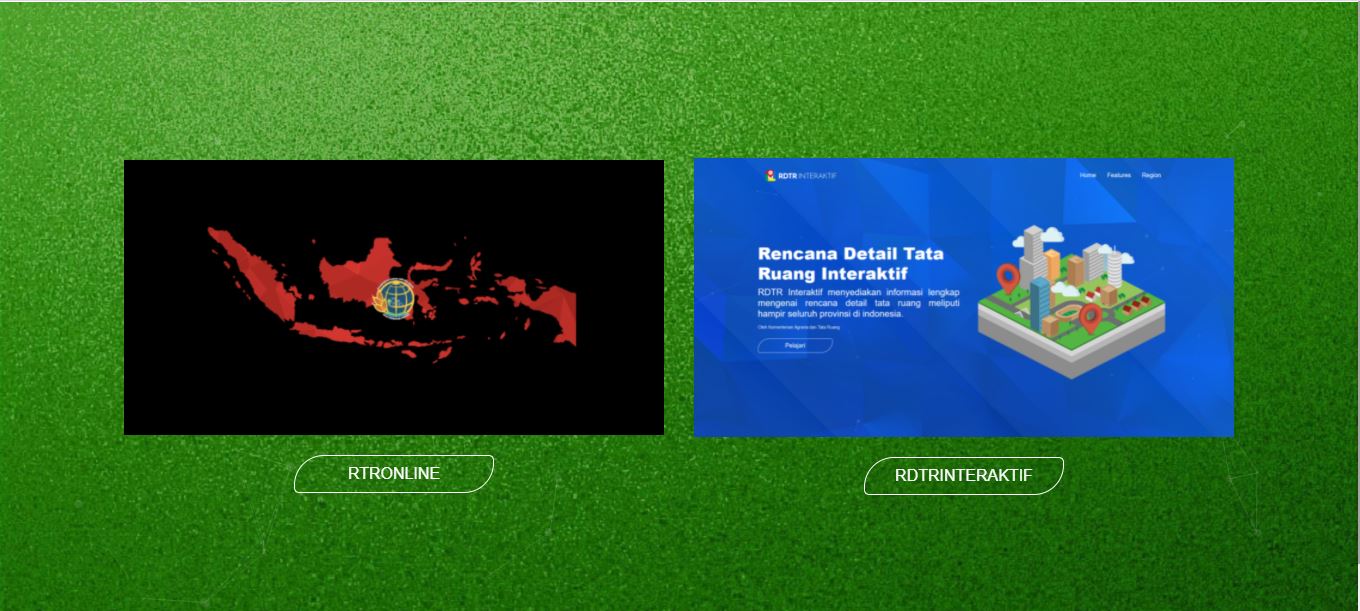 RDTR INTERAKTIF
Home Features Region
Rencana Detail Tata
Ruang Interaktif
RDTR Interaktif menyediakan informasi lengkap
mengenai rencana detail tata ruang meliputi
hampir seluruh provinsi di indonesia.
Oleh Kementerian Agraria dan Tata Ruang
Pelajari
RTRONLINE
RDTRINTERAKTIF